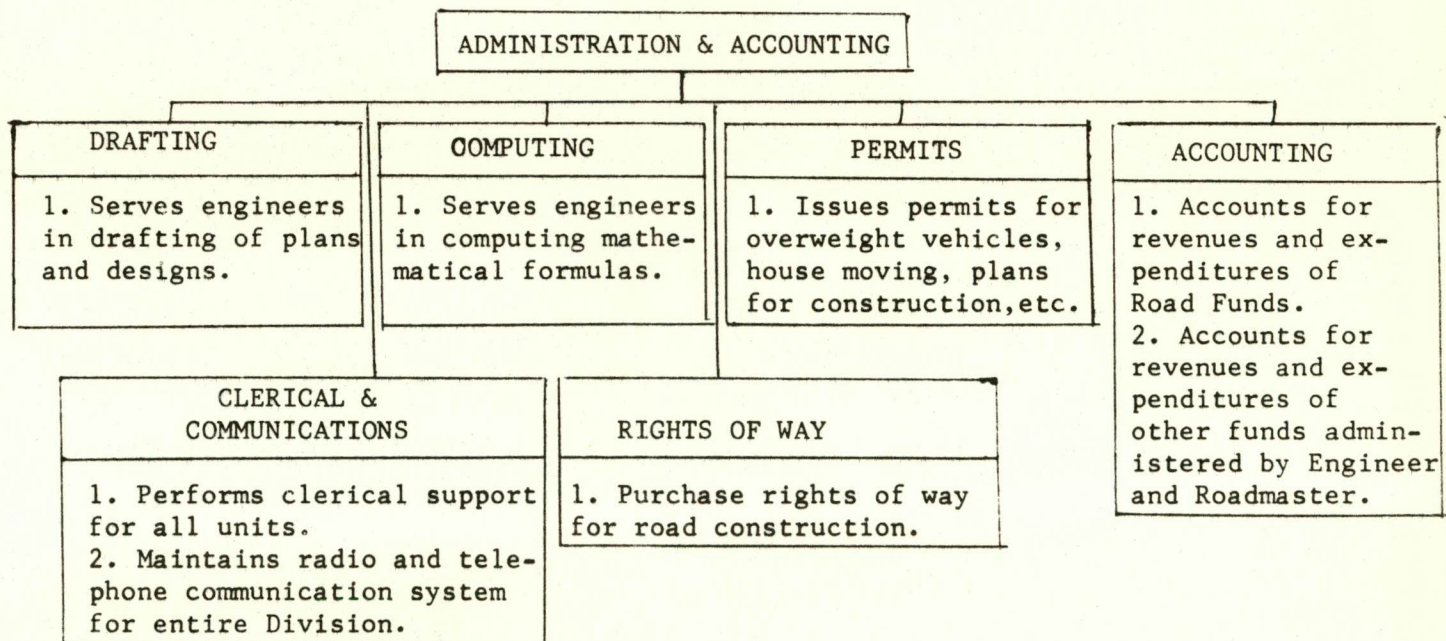 ADMINISTRATION & ACCOUNTING
DRAFTING
1. Serves engineers
in drafting of plans
and designs.
COMPUTING
1. Serves engineers
in computing mathe-
matical formulas.
PERMITS
1. Issues permits for
overweight vehicles,
house moving, plans
for construction,etc.
ACCOUNTING
1. Accounts for
revenues and ex-
penditures of
Road Funds.
2. Accounts for
revenues and ex-
penditures of
other funds admin-
istered by Engineer
and Roadmaster.
CLERICAL &
COMMUNICATIONS
1. Performs clerical support
for all units.
2. Maintains radio and tele-
phone communication system
for entire Division.
RIGHTS OF WAY
1. Purchase rights of way
for road construction.